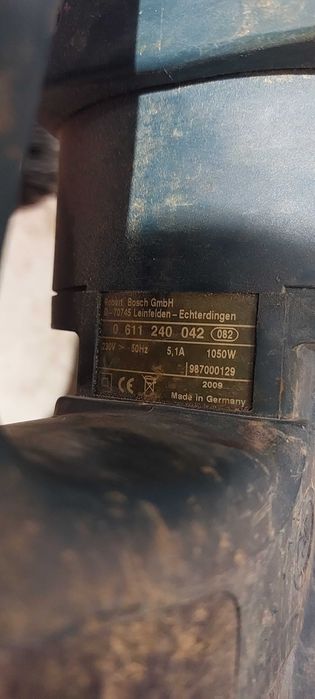 Robert Bosch GmbH
D-70745 Leinfelden - Echterdingen
0 611 240 042 (082)
230V ~ 50Hz 5,1A 1050W
987000129
2009
CE
Made in Germany